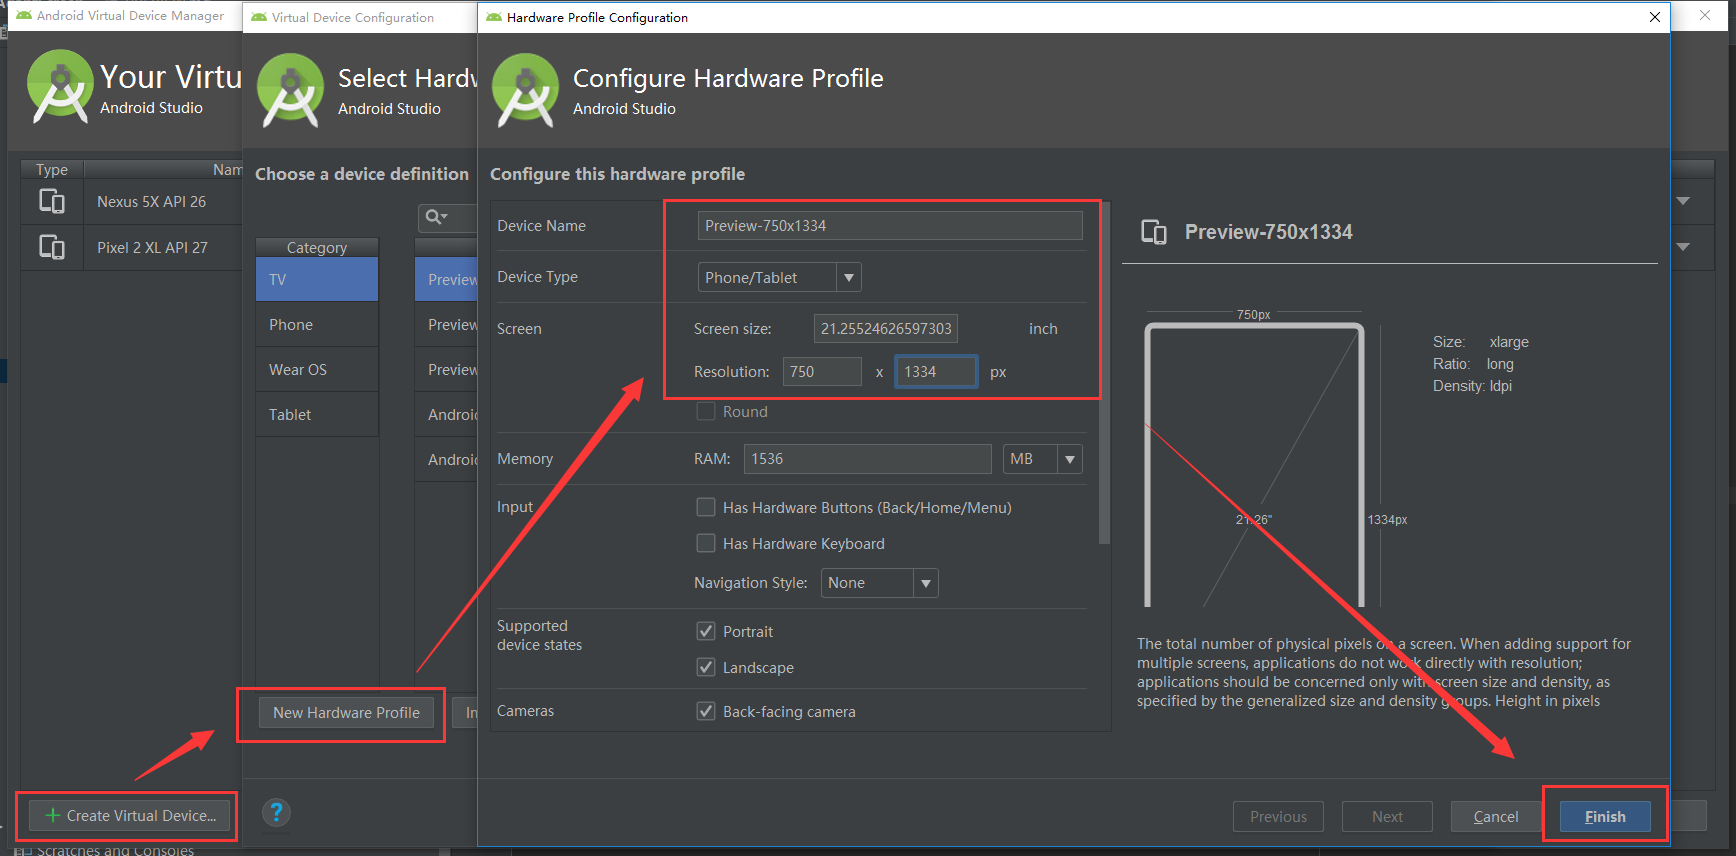 Android Virtual Device Manager
Your Virtu
Android Studio
Type
Nam
Nexus 5X API 26
Pixel 2 XL API 27
Create Virtual Device...
Scratches and Consoles
Virtual Device Configuration
Select Hardw
Android Studio
Choose a device definition
Category
TV
Phone
Wear OS
Tablet
Preview
Preview
Preview
Androi
Androi
New Hardware Profile
Im
?
Hardware Profile Configuration
Configure Hardware Profile
Android Studio
Configure this hardware profile
Device Name
Preview-750x1334
Device Type
Phone/Tablet
Screen
Screen size:
21.25524626597303
inch
Resolution:
750
x
1334
px
Round
Memory
RAM:
1536
MB
Input
Has Hardware Buttons (Back/Home/Menu)
Has Hardware Keyboard
Navigation Style:
None
Supported
device states
Portrait
Landscape
Cameras
Back-facing camera
Preview-750x1334
750px
21.26"
1334px
Size: xlarge
Ratio: long
Density: ldpi
The total number of physical pixels on a screen. When adding support for
multiple screens, applications do not work directly with resolution;
applications should be concerned only with screen size and density, as
specified by the generalized size and density groups. Height in pixels
Previous
Next
Cancel
Finish